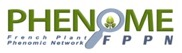 PHENOME
French Plant
Phenomic Network
FPPN